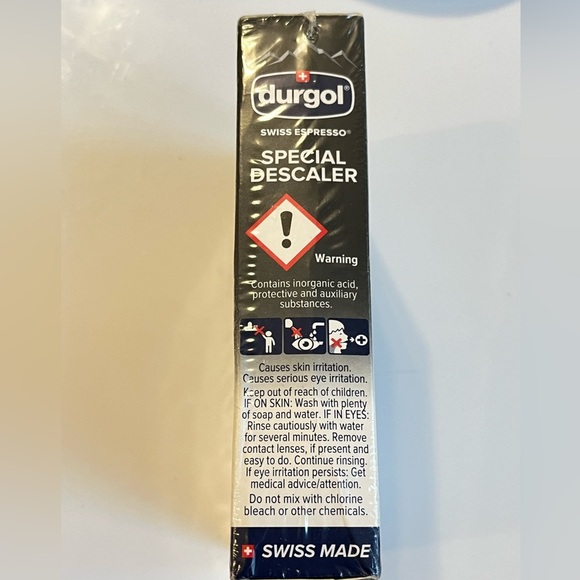 durgol®
SWISS ESPRESSO®
SPECIAL
DESCALER
Warning
Contains inorganic acid,
protective and auxiliary
substances.
Causes skin irritation.
Causes serious eye irritation.
Keep out of reach of children.
IF ON SKIN: Wash with plenty
of soap and water. IF IN EYES:
Rinse cautiously with water
for several minutes. Remove
contact lenses, if present and
easy to do. Continue rinsing.
If eye irritation persists: Get
medical advice/attention.
Do not mix with chlorine
bleach or other chemicals.
SWISS MADE